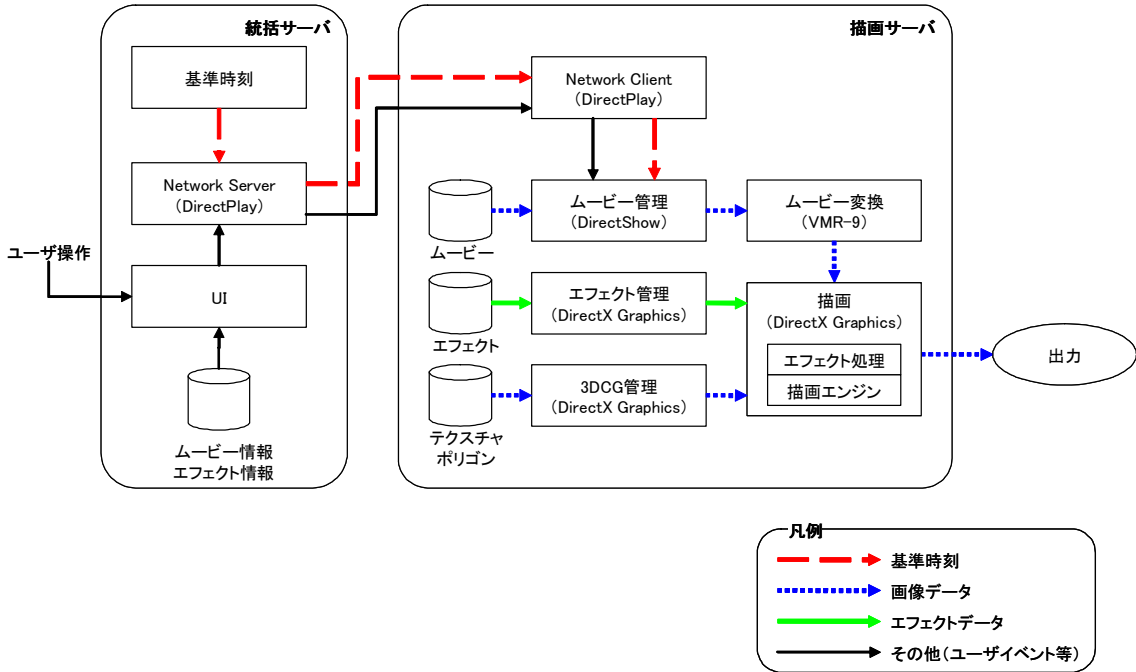 統括サーバ
基準時刻
Network Server
(DirectPlay)
ユーザ操作
UI
ムービー情報
エフェクト情報
描画サーバ
Network Client
(DirectPlay)
ムービー
ムービー管理
(DirectShow)
ムービー変換
(VMR-9)
エフェクト
エフェクト管理
(DirectX Graphics)
描画
(DirectX Graphics)
エフェクト処理
描画エンジン
テクスチャ
ポリゴン
3DCG管理
(DirectX Graphics)
出力
凡例
基準時刻
画像データ
エフェクトデータ
その他(ユーザイベント等)